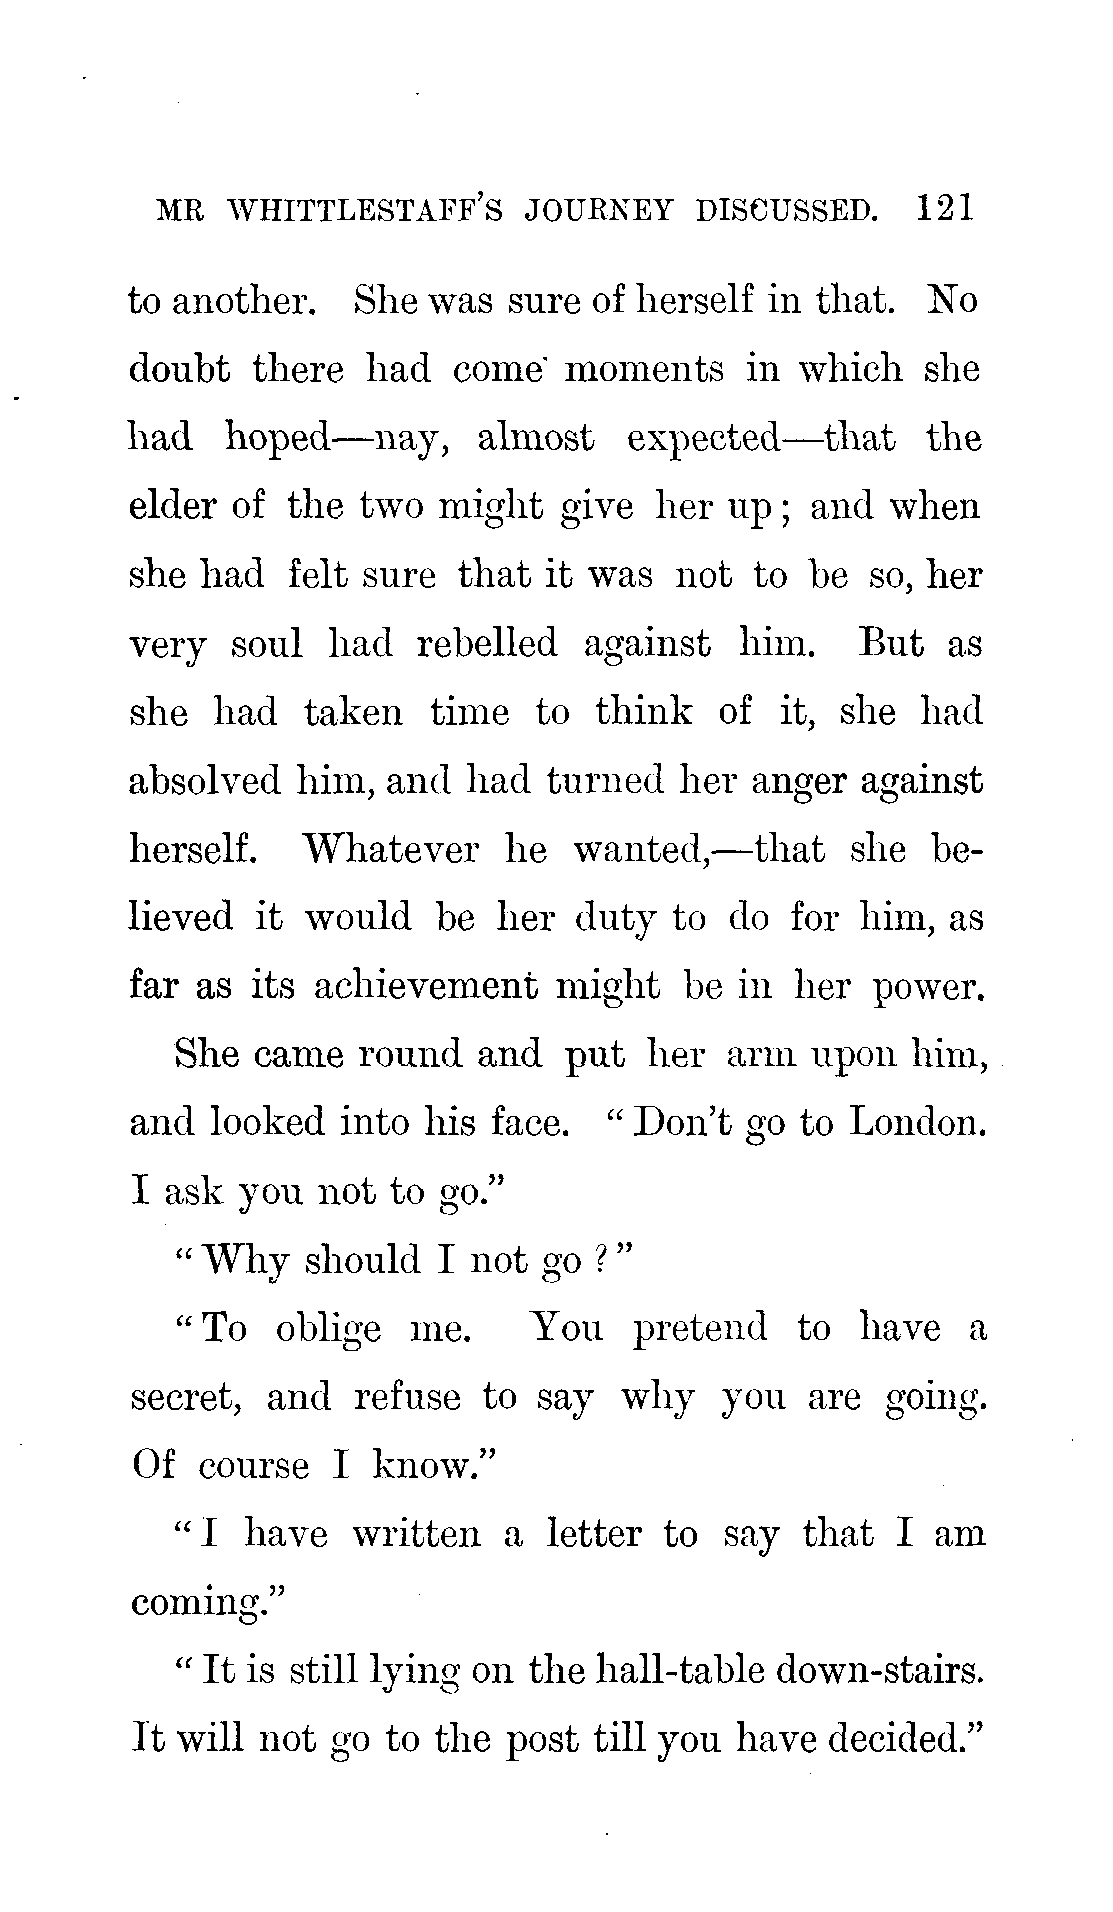 MR WHITTLESTAFF'S JOURNEY DISCUSSED. 121
to another. She was sure of herself in that. No
doubt there had come moments in which she
had hoped—nay, almost expected—that the
elder of the two might give her up; and when
she had felt sure that it was not to be so, her
very soul had rebelled against him. But as
she had taken time to think of it, she had
absolved him, and had turned her anger against
herself. Whatever he wanted,—that she be-
lieved it would be her duty to do for him, as
far as its achievement might be in her power.
She came round and put her arm upon him,
and looked into his face. "Don't go to London.
I ask you not to go."
"Why should I not go?"
"To oblige me. You pretend to have a
secret, and refuse to say why you are going.
Of course I know."
"I have written a letter to say that I am
coming."
"It is still lying on the hall-table down-stairs.
It will not go to the post till you have decided."